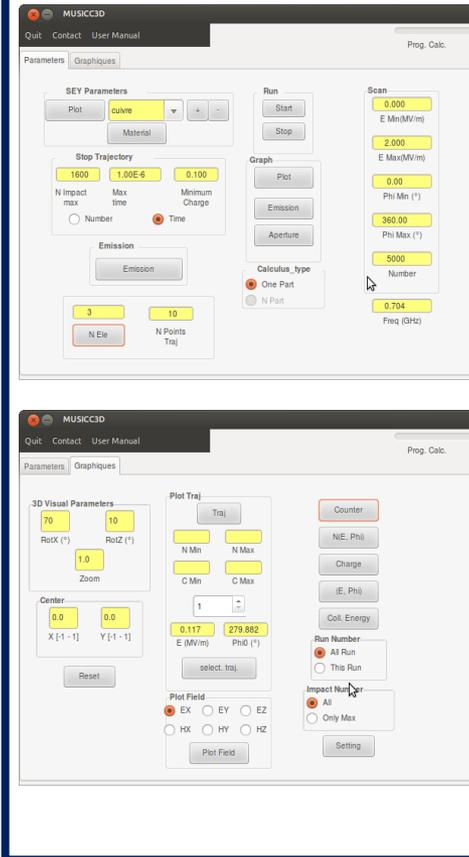 MUSICC3D
Quit Contact User Manual
Prog. Calc.
Parameters Graphiques
SEY Parameters
Plot cuivre + -
Material
Stop Trajectory
1600 1.00E-6 0.100
N Impact max Max time Minimum Charge
Number Time
Emission
Emission
3 10
N Ele N Points Traj
Run
Start
Stop
Graph
Plot
Emission
Aperture
Calculus_type
One Part
N Part
Scan
0.000
E Min(MV/m)
2.000
E Max(MV/m)
0.00
Phi Min (°)
360.00
Phi Max (°)
5000
Number
0.704
Freq (GHz)
MUSICC3D
Quit Contact User Manual
Prog. Calc.
Parameters Graphiques
3D Visual Parameters
70 10
RotX (°) RotZ (°)
1.0
Zoom
Center
0.0 0.0
X [-1 - 1] Y [-1 - 1]
Reset
Plot Traj
Traj
N Min N Max
C Min C Max
1
0.117 279.882
E (MV/m) Phi0 (°)
select. traj.
Plot Field
EX EY EZ
HX HY HZ
Plot Field
Counter
N(E, Phi)
Charge
(E, Phi)
Coll. Energy
Run Number
All Run
This Run
Impact Number
All
Only Max
Setting